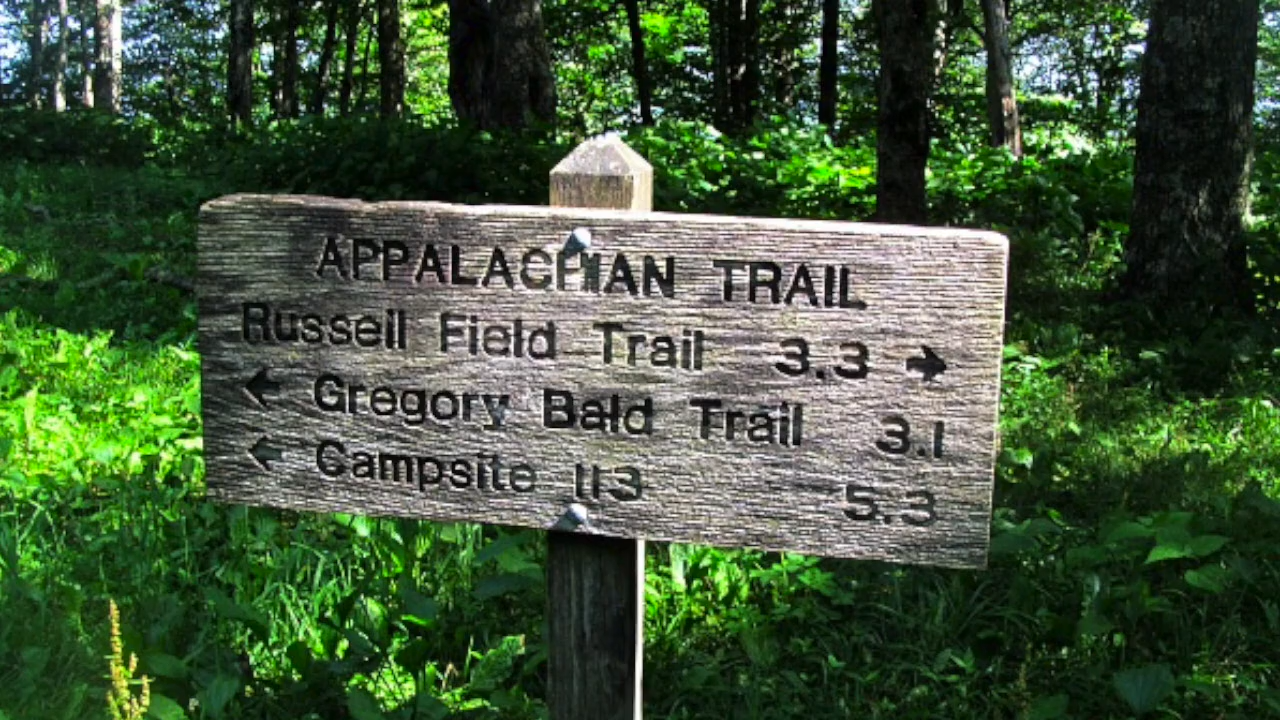 APPALACHIAN TRAIL
Russell Field Trail 3.3 →
← Gregory Bald Trail 3.1
← Campsite 113 5.3